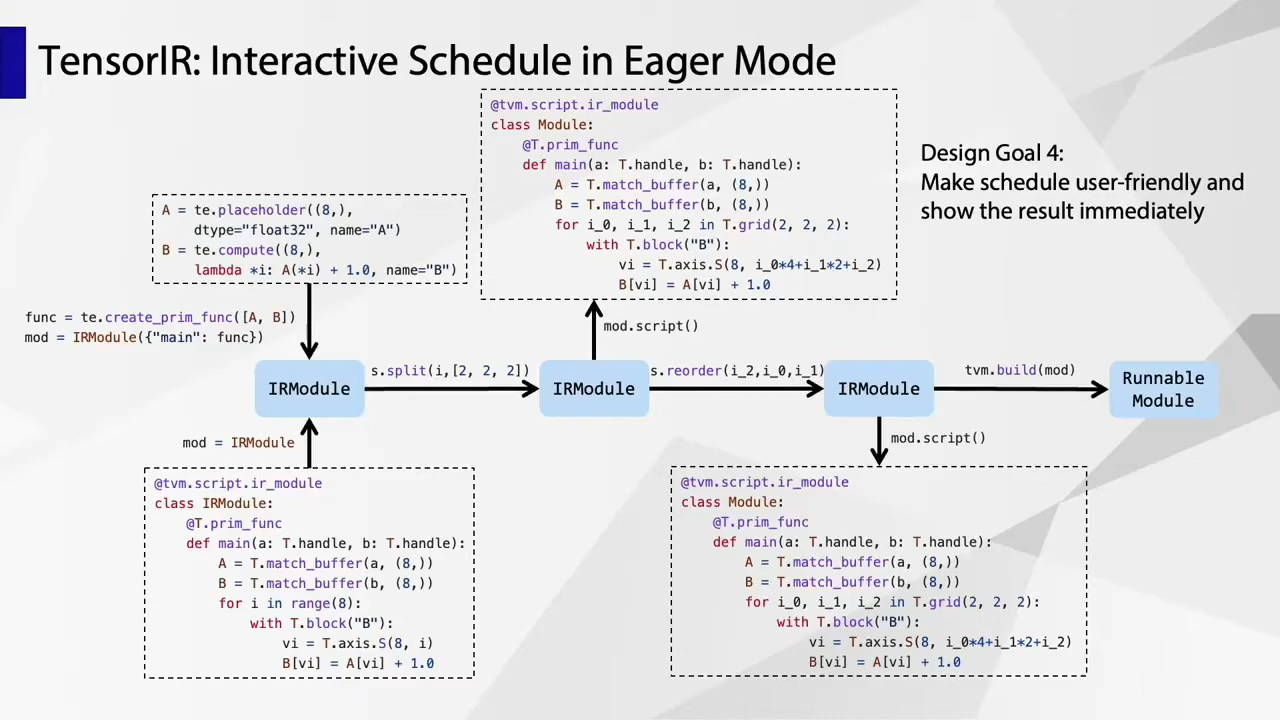 TensorIR: Interactive Schedule in Eager Mode
@tvm.script.ir_module
class Module:
    @T.prim_func
    def main(a: T.handle, b: T.handle):
        A = T.match_buffer(a, (8,))
        B = T.match_buffer(b, (8,))
        for i_0, i_1, i_2 in T.grid(2, 2, 2):
            with T.block("B"):
                vi = T.axis.S(8, i_0*4+i_1*2+i_2)
                B[vi] = A[vi] + 1.0
Design Goal 4:
Make schedule user-friendly and
show the result immediately
A = te.placeholder((8,),
    dtype="float32", name="A")
B = te.compute((8,),
    lambda *i: A(*i) + 1.0, name="B")
func = te.create_prim_func([A, B])
mod = IRModule({"main": func})
mod.script()
IRModule
s.split(i,[2, 2, 2])
IRModule
s.reorder(i_2,i_0,i_1)
IRModule
tvm.build(mod)
Runnable
Module
mod = IRModule
mod.script()
@tvm.script.ir_module
class IRModule:
    @T.prim_func
    def main(a: T.handle, b: T.handle):
        A = T.match_buffer(a, (8,))
        B = T.match_buffer(b, (8,))
        for i in range(8):
            with T.block("B"):
                vi = T.axis.S(8, i)
                B[vi] = A[vi] + 1.0
@tvm.script.ir_module
class Module:
    @T.prim_func
    def main(a: T.handle, b: T.handle):
        A = T.match_buffer(a, (8,))
        B = T.match_buffer(b, (8,))
        for i_0, i_1, i_2 in T.grid(2, 2, 2):
            with T.block("B"):
                vi = T.axis.S(8, i_0*4+i_1*2+i_2)
                B[vi] = A[vi] + 1.0